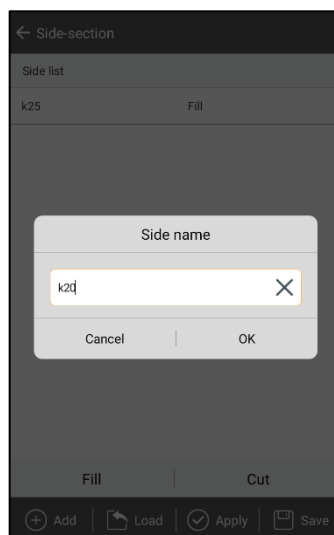 Side-section
Side list
k25 Fill
Side name
k20
Cancel OK
Fill Cut
Add Load Apply Save